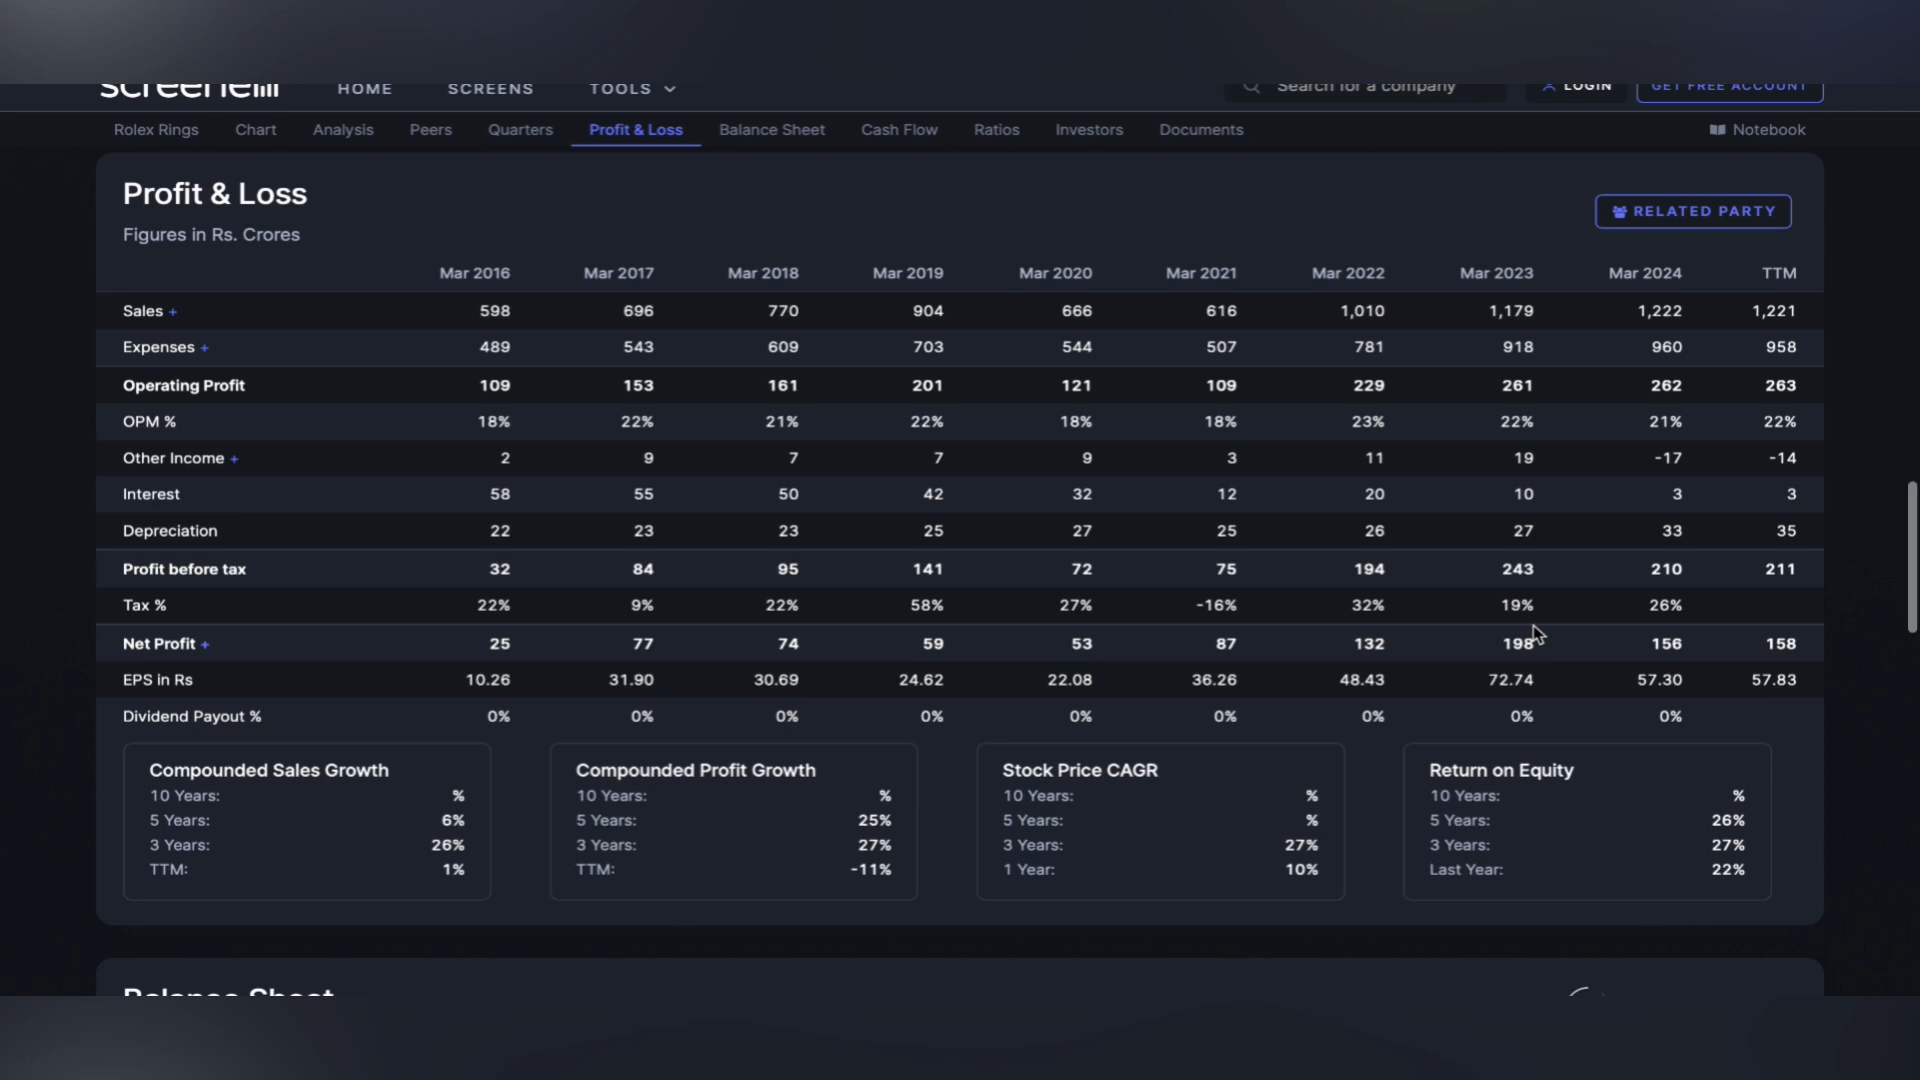 screener
HOME SCREENS TOOLS Search for a company LOGIN GET FREE ACCOUNT
Rolex Rings Chart Analysis Peers Quarters Profit & Loss Balance Sheet Cash Flow Ratios Investors Documents Notebook
Profit & Loss
RELATED PARTY
Figures in Rs. Crores
Mar 2016 Mar 2017 Mar 2018 Mar 2019 Mar 2020 Mar 2021 Mar 2022 Mar 2023 Mar 2024 TTM
Sales + 598 696 770 904 666 616 1,010 1,179 1,222 1,221
Expenses + 489 543 609 703 544 507 781 918 960 958
Operating Profit 109 153 161 201 121 109 229 261 262 263
OPM % 18% 22% 21% 22% 18% 18% 23% 22% 21% 22%
Other Income + 2 9 7 7 9 3 11 19 -17 -14
Interest 58 55 50 42 32 12 20 10 3 3
Depreciation 22 23 23 25 27 25 26 27 33 35
Profit before tax 32 84 95 141 72 75 194 243 210 211
Tax % 22% 9% 22% 58% 27% -16% 32% 19% 26%
Net Profit + 25 77 74 59 53 87 132 198 156 158
EPS in Rs 10.26 31.90 30.69 24.62 22.08 36.26 48.43 72.74 57.30 57.83
Dividend Payout % 0% 0% 0% 0% 0% 0% 0% 0% 0%
Compounded Sales Growth
10 Years: %
5 Years: 6%
3 Years: 26%
TTM: 1%
Compounded Profit Growth
10 Years: %
5 Years: 25%
3 Years: 27%
TTM: -11%
Stock Price CAGR
10 Years: %
5 Years: %
3 Years: 27%
1 Year: 10%
Return on Equity
10 Years: %
5 Years: 26%
3 Years: 27%
Last Year: 22%
Balance Sheet